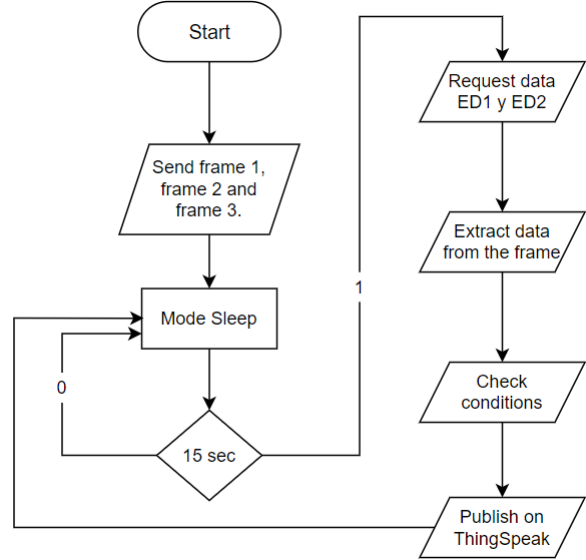 Start
Send frame 1,
frame 2 and
frame 3.
Mode Sleep
0
15 sec
1
Request data
ED1 y ED2
Extract data
from the frame
Check
conditions
Publish on
ThingSpeak